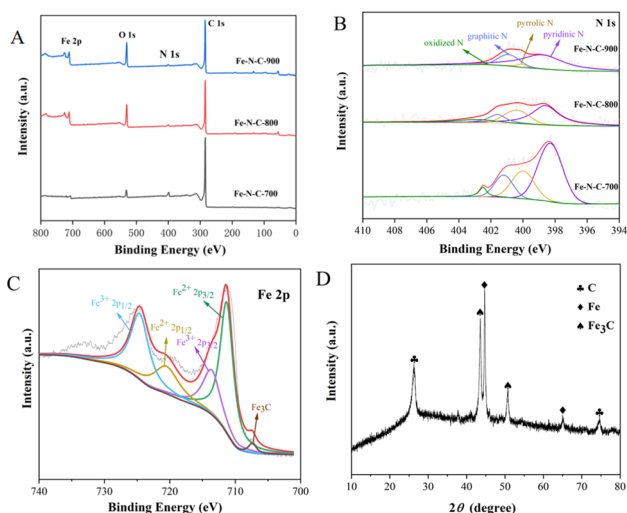 A
Fe 2p
O 1s
N 1s
C 1s
Fe-N-C-900
Fe-N-C-800
Fe-N-C-700
Intensity (a.u.)
800 700 600 500 400 300 200 100 0
Binding Energy (eV)
B
N 1s
pyrrolic N
oxidized N graphitic N pyridinic N
Fe-N-C-900
Fe-N-C-800
Fe-N-C-700
Intensity (a.u.)
410 408 406 404 402 400 398 396 394
Binding Energy (eV)
C
Fe 2p
Fe3+ 2p1/2
Fe2+ 2p3/2
Fe2+ 2p1/2
Fe3+ 2p3/2
Fe3C
Intensity (a.u.)
740 730 720 710 700
Binding Energy (eV)
D
♣ C
♦ Fe
♠ Fe3C
Intensity (a.u.)
10 20 30 40 50 60 70 80
2θ (degree)